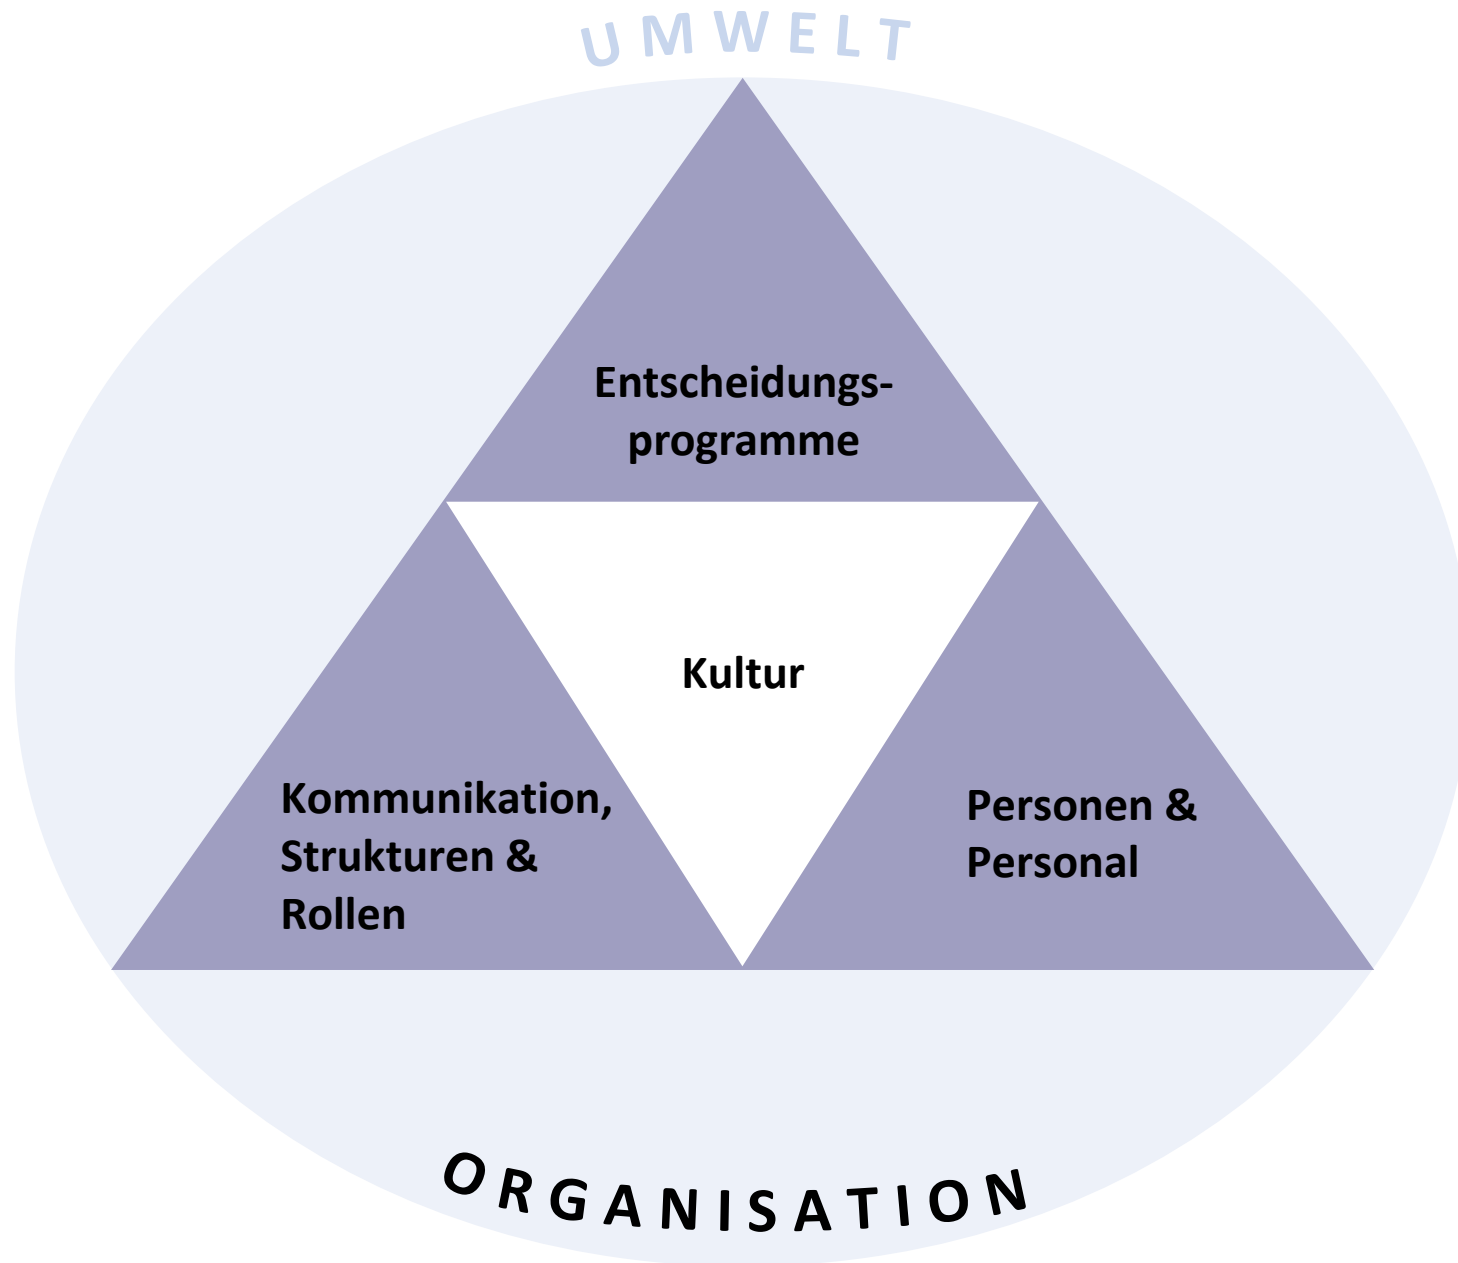 UMWELT
Entscheidungs-
programme
Kultur
Kommunikation,
Strukturen &
Rollen
Personen &
Personal
ORGANISATION